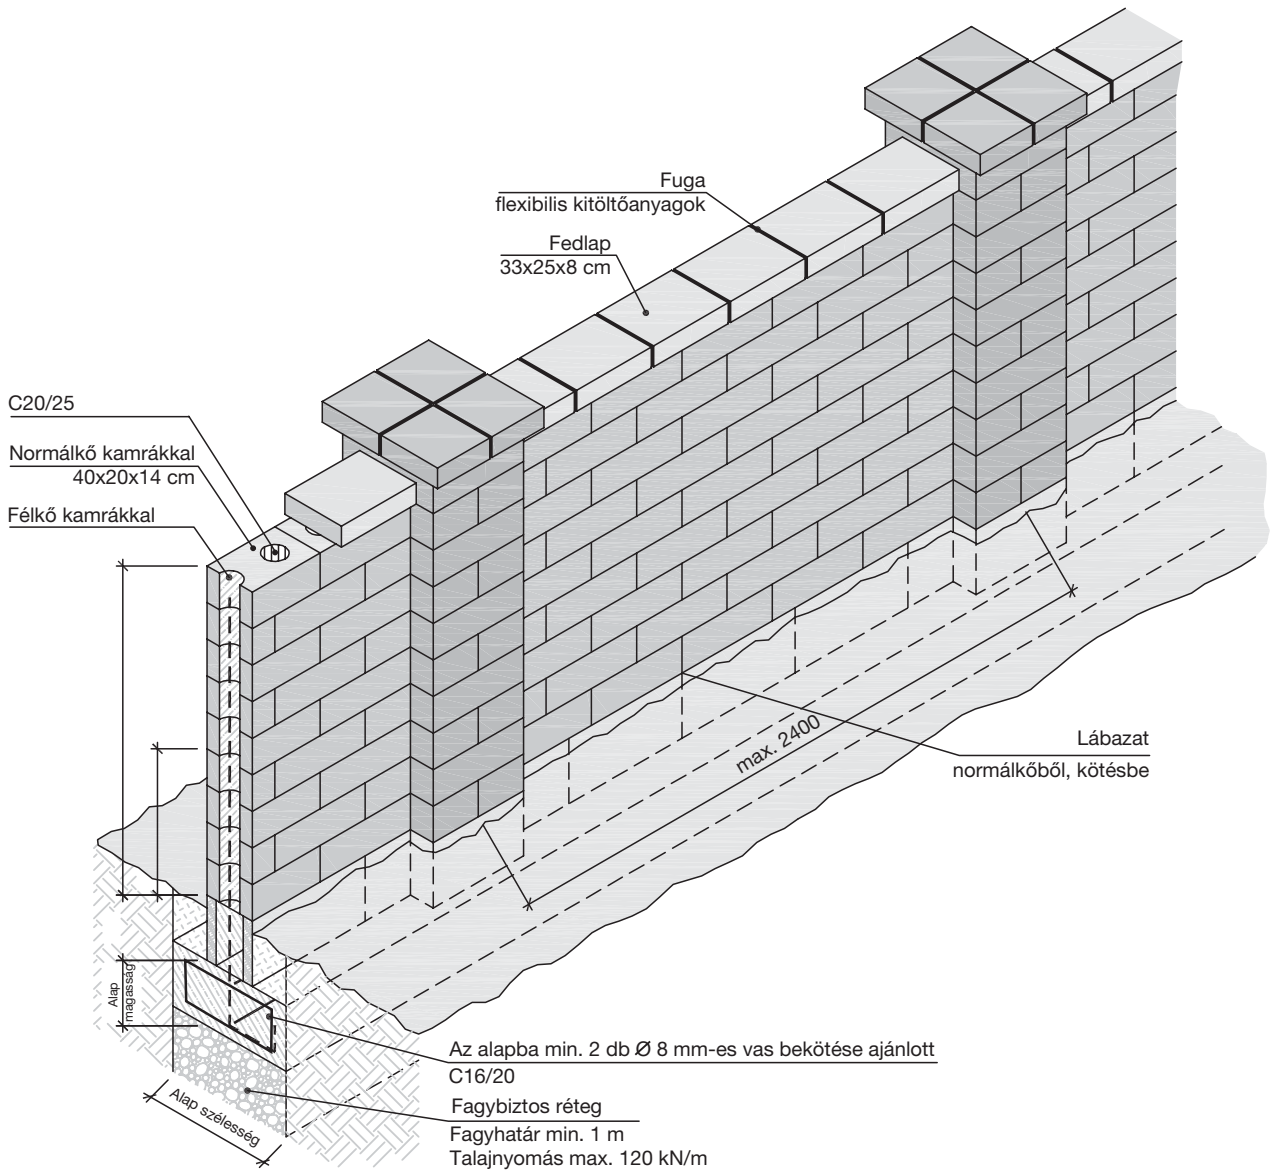 Fuga
flexibilis kitöltőanyagok
Fedlap
33x25x8 cm
C20/25
Normálkő kamrákkal
40x20x14 cm
Félkő kamrákkal
max. 2400
Lábazat
normálkőből, kötésbe
Alap
magasság
Az alapba min. 2 db Ø 8 mm-es vas bekötése ajánlott
C16/20
Alap szélesség
Fagybiztos réteg
Fagyhatár min. 1 m
Talajnyomás max. 120 kN/m